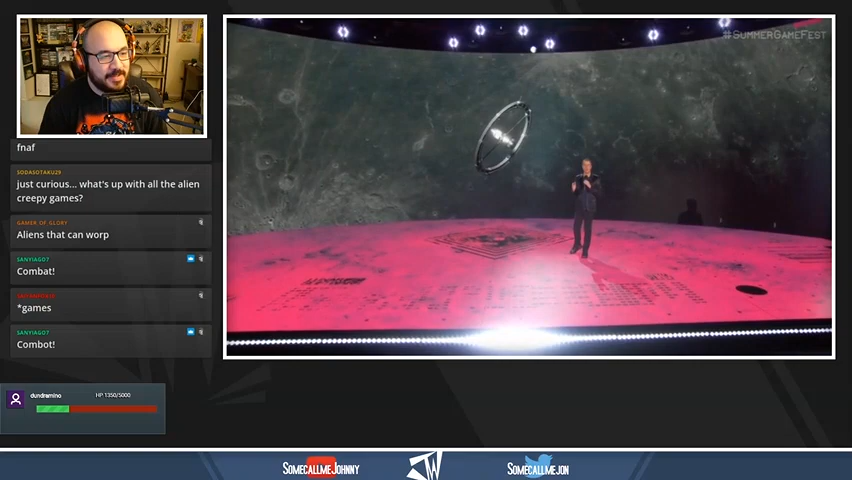 #SUMMERGAMEFEST
fnaf
SODASOTAKU29
just curious... what's up with all the alien
creepy games?
GAMER OF GLORY
Aliens that can worp
SANYIAGO7
Combat!
*games
SANYIAGO7
Combot!
dundramino
HP 1350/5000
SOMECALLMEJOHNNY
SOMECALLMEJON